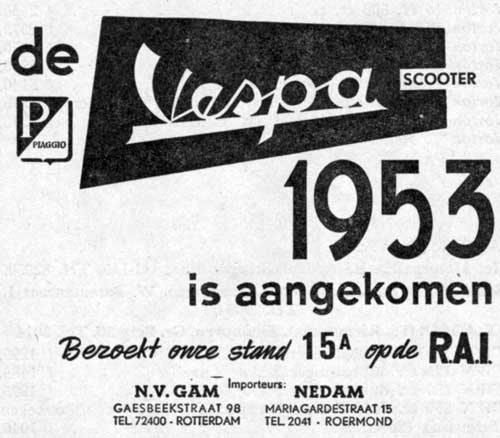 de Vespa SCOOTER
P
PIAGGIO
1953
is aangekomen
Bezoekt onze stand 15A op de R.A.I.
Importeurs:
N.V. GAM NEDAM
GAESBEEKSTRAAT 98 MARIAGARDESTRAAT 15
TEL. 72400 - ROTTERDAM TEL. 2041 - ROERMOND